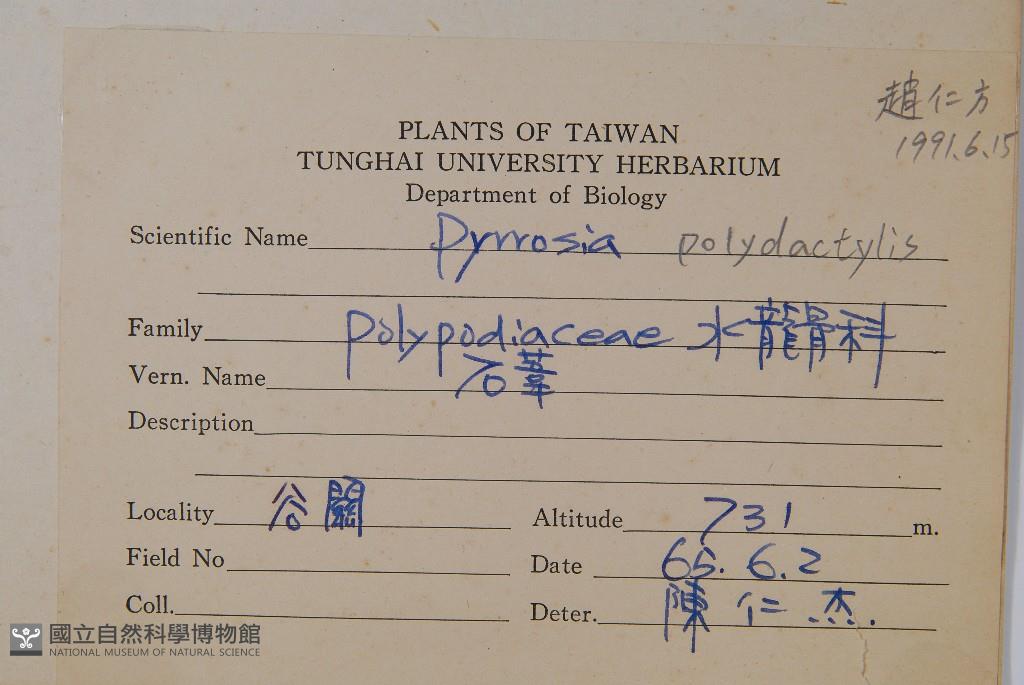 趙仁方
1991.6.15
PLANTS OF TAIWAN
TUNGHAI UNIVERSITY HERBARIUM
Department of Biology
Scientific Name Pyrrosia polydactylis
Family polypodiaceae 水龍骨科
Vern. Name 石葦
Description
Locality 谷關 Altitude 731 m.
Field No Date 65. 6. 2
Coll. Deter. 陳仁杰.
國立自然科學博物館
NATIONAL MUSEUM OF NATURAL SCIENCE